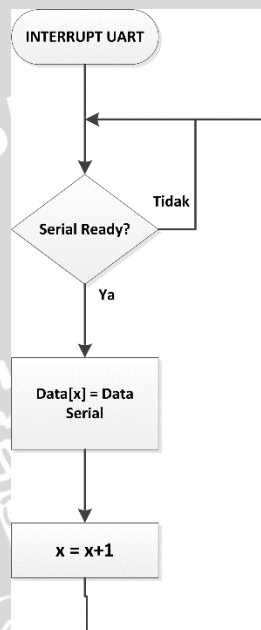 INTERRUPT UART
Tidak
Serial Ready?
Ya
Data[x] = Data
Serial
x = x+1